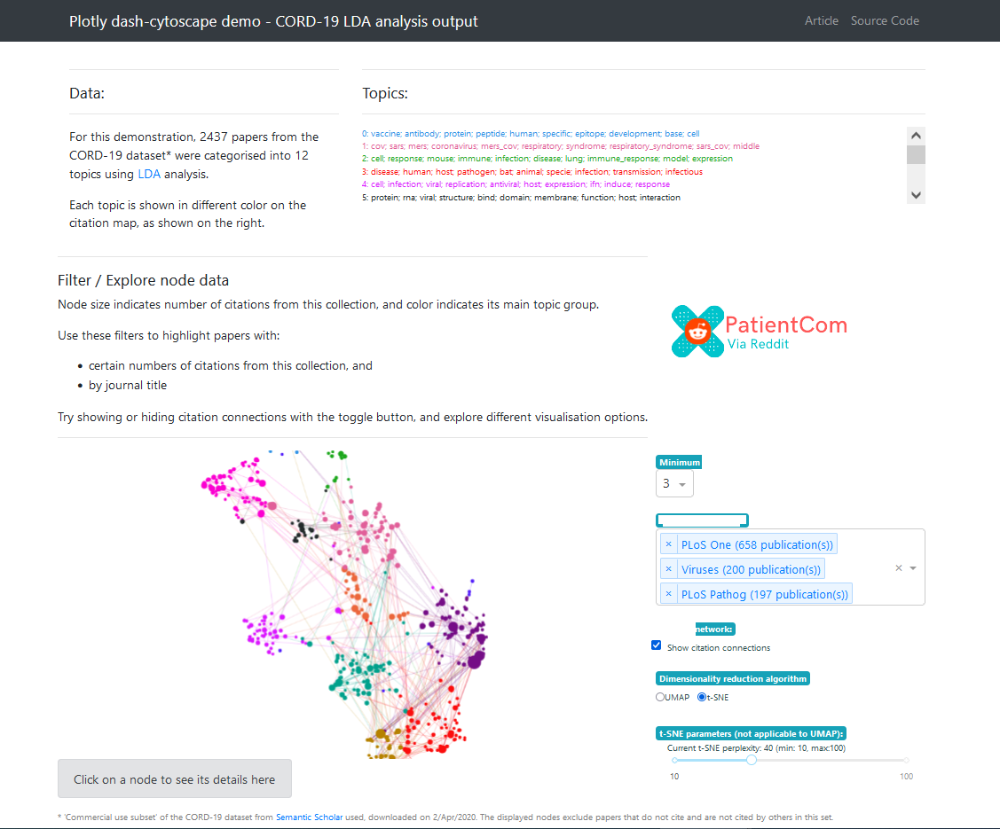 Plotly dash-cytoscape demo - CORD-19 LDA analysis output
Article Source Code
Data:
For this demonstration, 2437 papers from the
CORD-19 dataset* were categorised into 12
topics using LDA analysis.
Each topic is shown in different color on the
citation map, as shown on the right.
Topics:
0: vaccine; antibody; protein; peptide; human; specific; epitope; development; base; cell
1: cov; sars; mers; coronavirus; mers_cov; respiratory; syndrome; respiratory_syndrome; sars_cov; middle
2: cell; response; mouse; immune; infection; disease; lung; immune_response; model; expression
3: disease; human; host; pathogen; bat; animal; specie; infection; transmission; infectious
4: cell; infection; viral; replication; antiviral; host; expression; ifn; induce; response
5: protein; rna; viral; structure; bind; domain; membrane; function; host; interaction
Filter / Explore node data
Node size indicates number of citations from this collection, and color indicates its main topic group.
Use these filters to highlight papers with:
• certain numbers of citations from this collection, and
• by journal title
Try showing or hiding citation connections with the toggle button, and explore different visualisation options.
PatientCom
Via Reddit
Minimum
3
× PLoS One (658 publication(s))
× Viruses (200 publication(s))
× PLoS Pathog (197 publication(s))
network:
Show citation connections
Dimensionality reduction algorithm
UMAP t-SNE
t-SNE parameters (not applicable to UMAP):
Current t-SNE perplexity: 40 (min: 10, max:100)
10 100
Click on a node to see its details here
* 'Commercial use subset' of the CORD-19 dataset from Semantic Scholar used, downloaded on 2/Apr/2020. The displayed nodes exclude papers that do not cite and are not cited by others in this set.